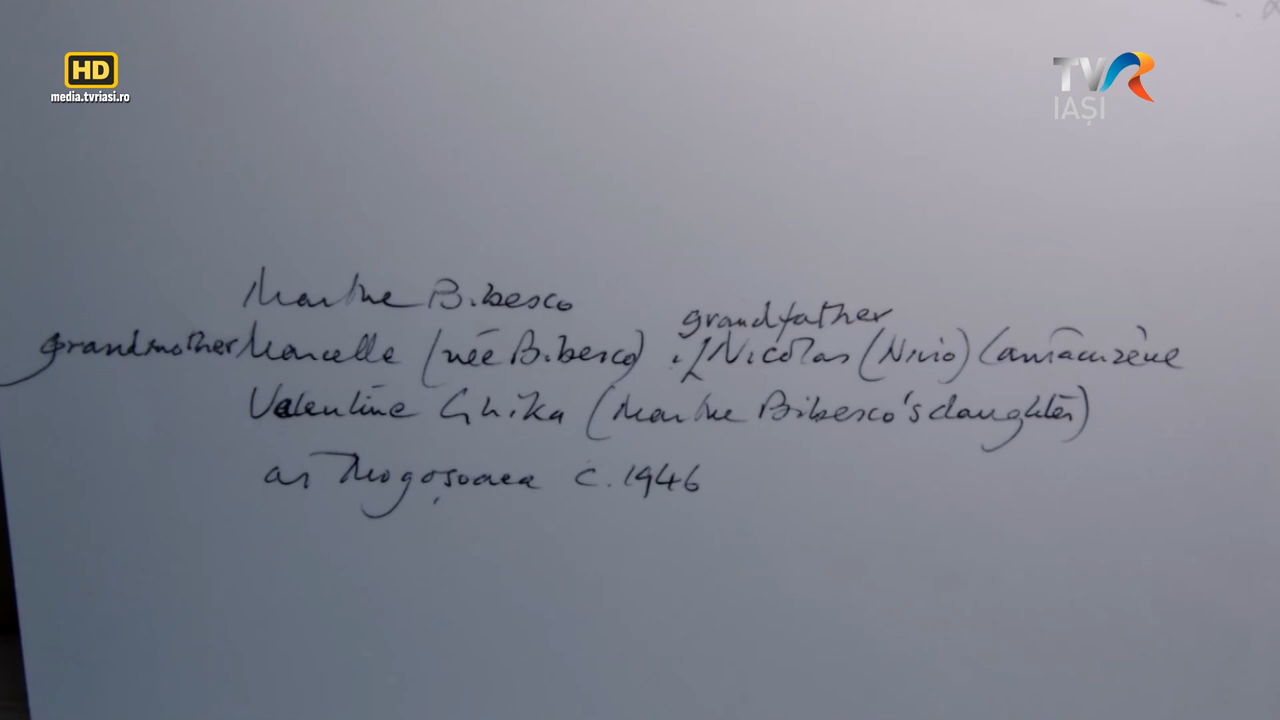 HD
media.tvriasi.ro
TVR
IAȘI
Marthe Bibesco
grandfather
grandmother Marcelle (née Bibesco) & Nicolas (Nivio) Cantacuzène
Valentine Ghika (Marthe Bibesco's daughter)
at Mogoșoaea c. 1946